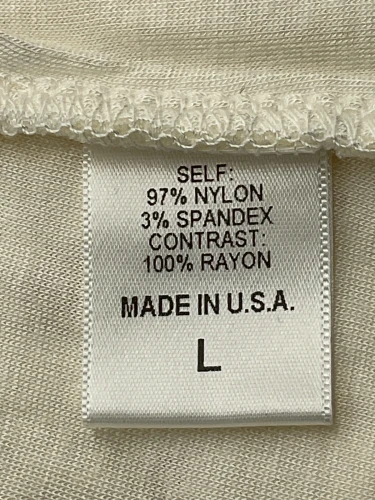 SELF:
97% NYLON
3% SPANDEX
CONTRAST:
100% RAYON
MADE IN U.S.A.
L